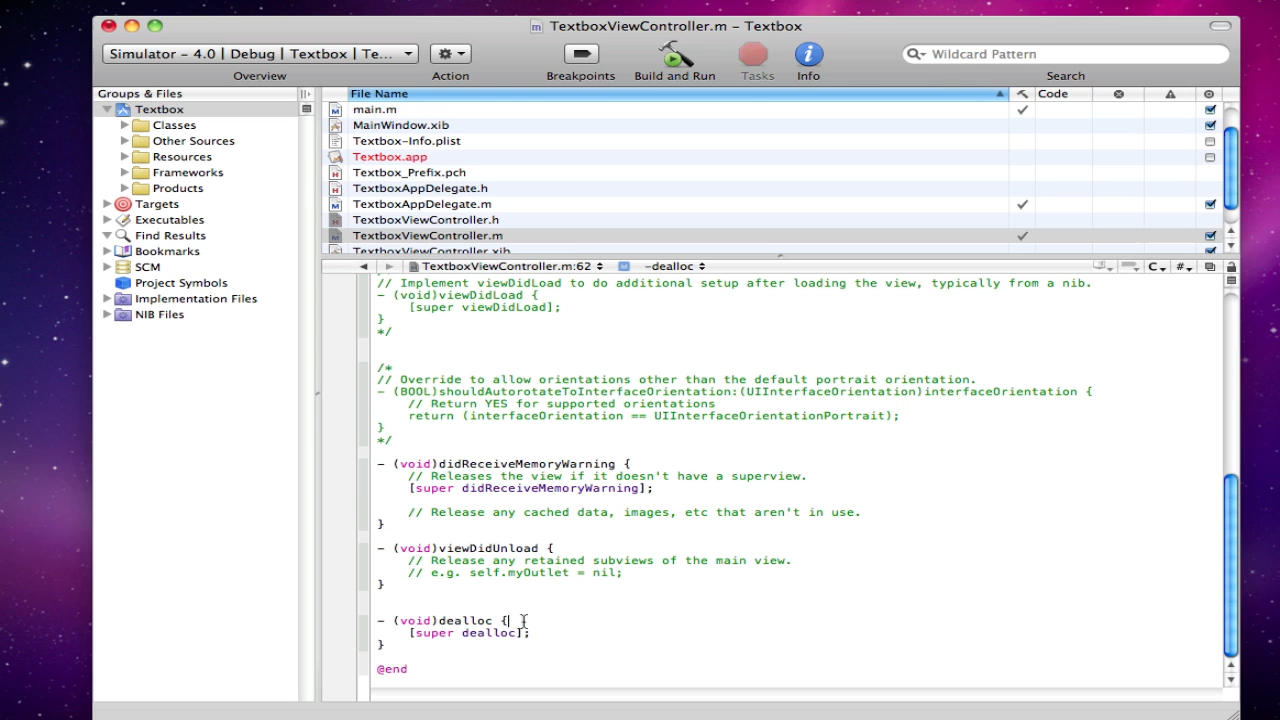 TextboxViewController.m – Textbox
Simulator – 4.0 | Debug | Textbox | Te...
Wildcard Pattern
Overview
Action
Breakpoints
Build and Run
Tasks
Info
Search
Groups & Files
File Name
Code
Textbox
Classes
Other Sources
Resources
Frameworks
Products
Targets
Executables
Find Results
Bookmarks
SCM
Project Symbols
Implementation Files
NIB Files
main.m
MainWindow.xib
Textbox-Info.plist
Textbox.app
Textbox_Prefix.pch
TextboxAppDelegate.h
TextboxAppDelegate.m
TextboxViewController.h
TextboxViewController.m
TextboxViewController.xib
TextboxViewController.m:62
-dealloc
C
#
// Implement viewDidLoad to do additional setup after loading the view, typically from a nib.
- (void)viewDidLoad {
[super viewDidLoad];
}
*/
/*
// Override to allow orientations other than the default portrait orientation.
- (BOOL)shouldAutorotateToInterfaceOrientation:(UIInterfaceOrientation)interfaceOrientation {
// Return YES for supported orientations
return (interfaceOrientation == UIInterfaceOrientationPortrait);
}
*/
- (void)didReceiveMemoryWarning {
// Releases the view if it doesn't have a superview.
[super didReceiveMemoryWarning];
// Release any cached data, images, etc that aren't in use.
}
- (void)viewDidUnload {
// Release any retained subviews of the main view.
// e.g. self.myOutlet = nil;
}
- (void)dealloc {
[super dealloc];
}
@end